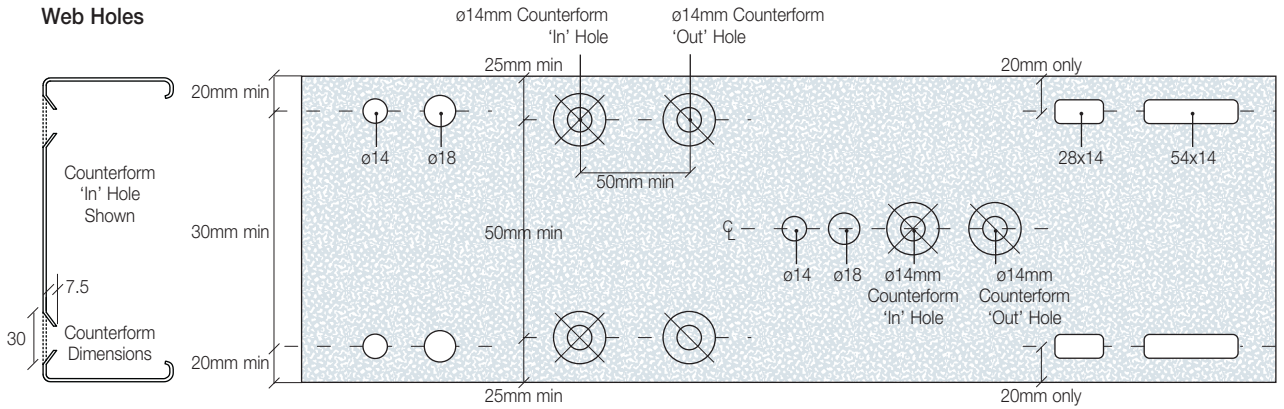 Web Holes
ø14mm Counterform
'In' Hole
ø14mm Counterform
'Out' Hole
25mm min
20mm only
20mm min
ø14
ø18
28x14
54x14
Counterform
'In' Hole
Shown
50mm min
30mm min
50mm min
℄
7.5
ø14
ø18
ø14mm
Counterform
'In' Hole
ø14mm
Counterform
'Out' Hole
30
Counterform
Dimensions
20mm min
25mm min
20mm only